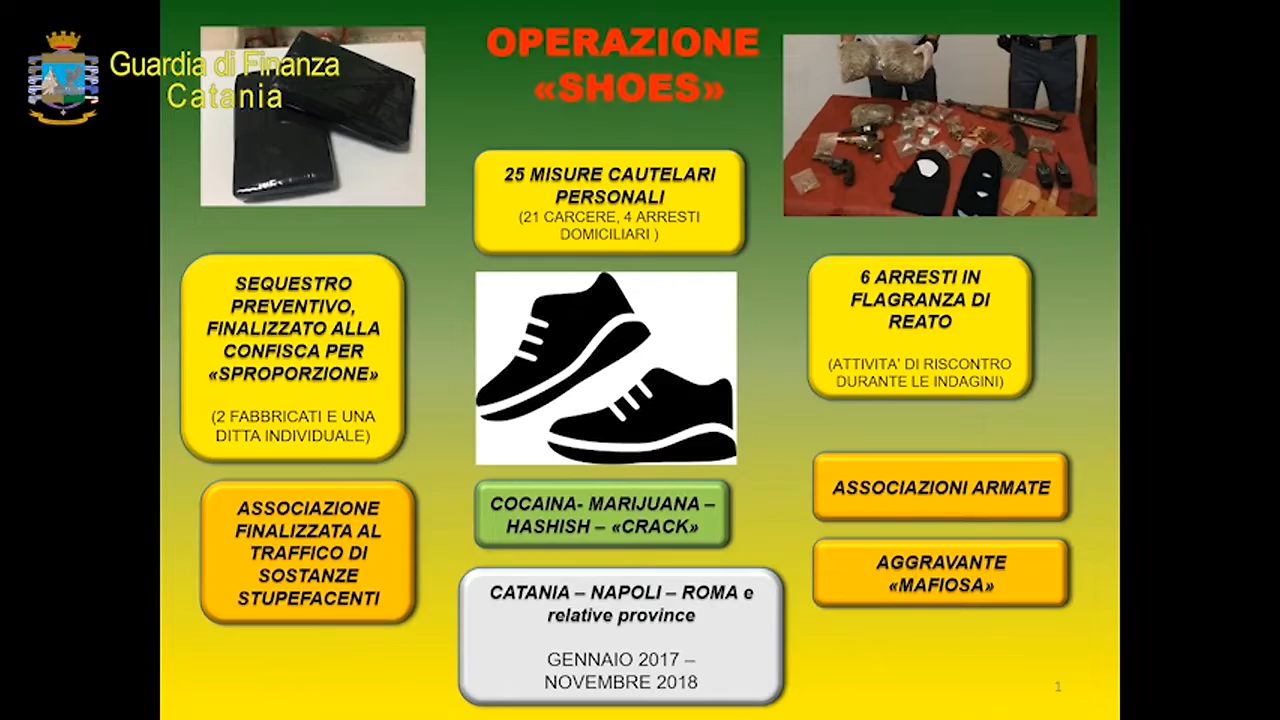 Guardia di Finanza
Catania
OPERAZIONE
«SHOES»
25 MISURE CAUTELARI
PERSONALI
(21 CARCERE, 4 ARRESTI
DOMICILIARI )
SEQUESTRO
PREVENTIVO,
FINALIZZATO ALLA
CONFISCA PER
«SPROPORZIONE»
(2 FABBRICATI E UNA
DITTA INDIVIDUALE)
6 ARRESTI IN
FLAGRANZA DI
REATO
(ATTIVITA' DI RISCONTRO
DURANTE LE INDAGINI)
ASSOCIAZIONE
FINALIZZATA AL
TRAFFICO DI
SOSTANZE
STUPEFACENTI
COCAINA- MARIJUANA –
HASHISH – «CRACK»
ASSOCIAZIONI ARMATE
AGGRAVANTE
«MAFIOSA»
CATANIA – NAPOLI – ROMA e
relative province
GENNAIO 2017 –
NOVEMBRE 2018
1